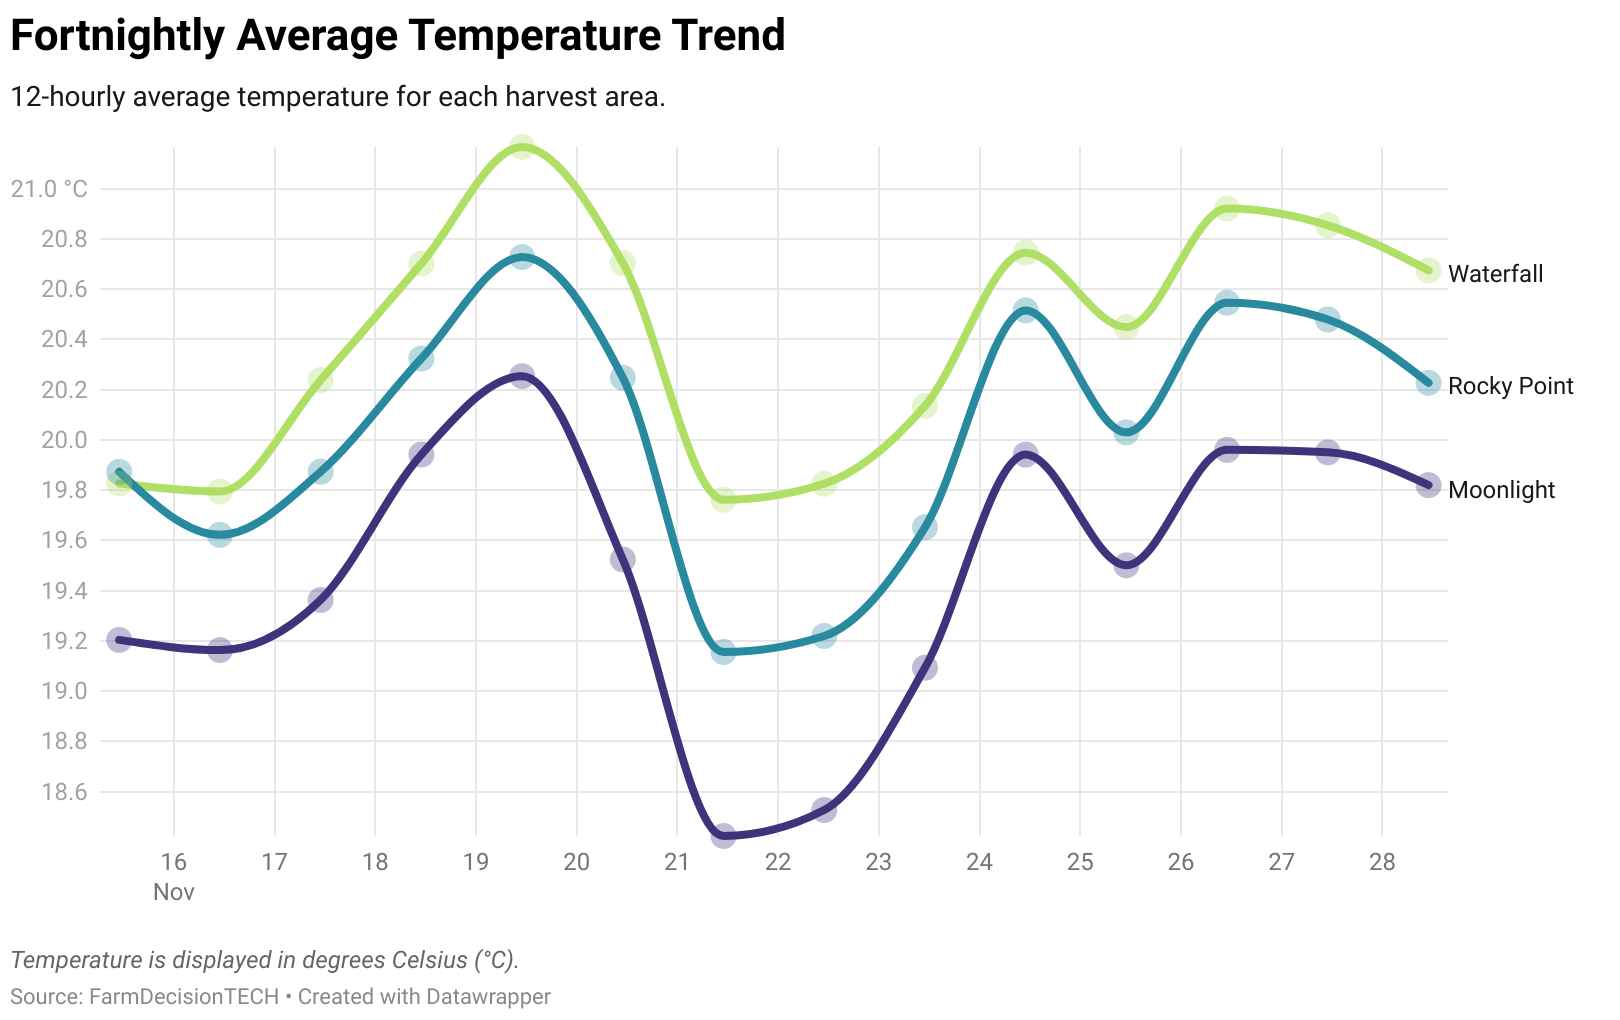 Fortnightly Average Temperature Trend
12-hourly average temperature for each harvest area.
21.0 °C
20.8
20.6
20.4
20.2
20.0
19.8
19.6
19.4
19.2
19.0
18.8
18.6
Waterfall
Rocky Point
Moonlight
16 17 18 19 20 21 22 23 24 25 26 27 28
Nov
Temperature is displayed in degrees Celsius (°C).
Source: FarmDecisionTECH • Created with Datawrapper